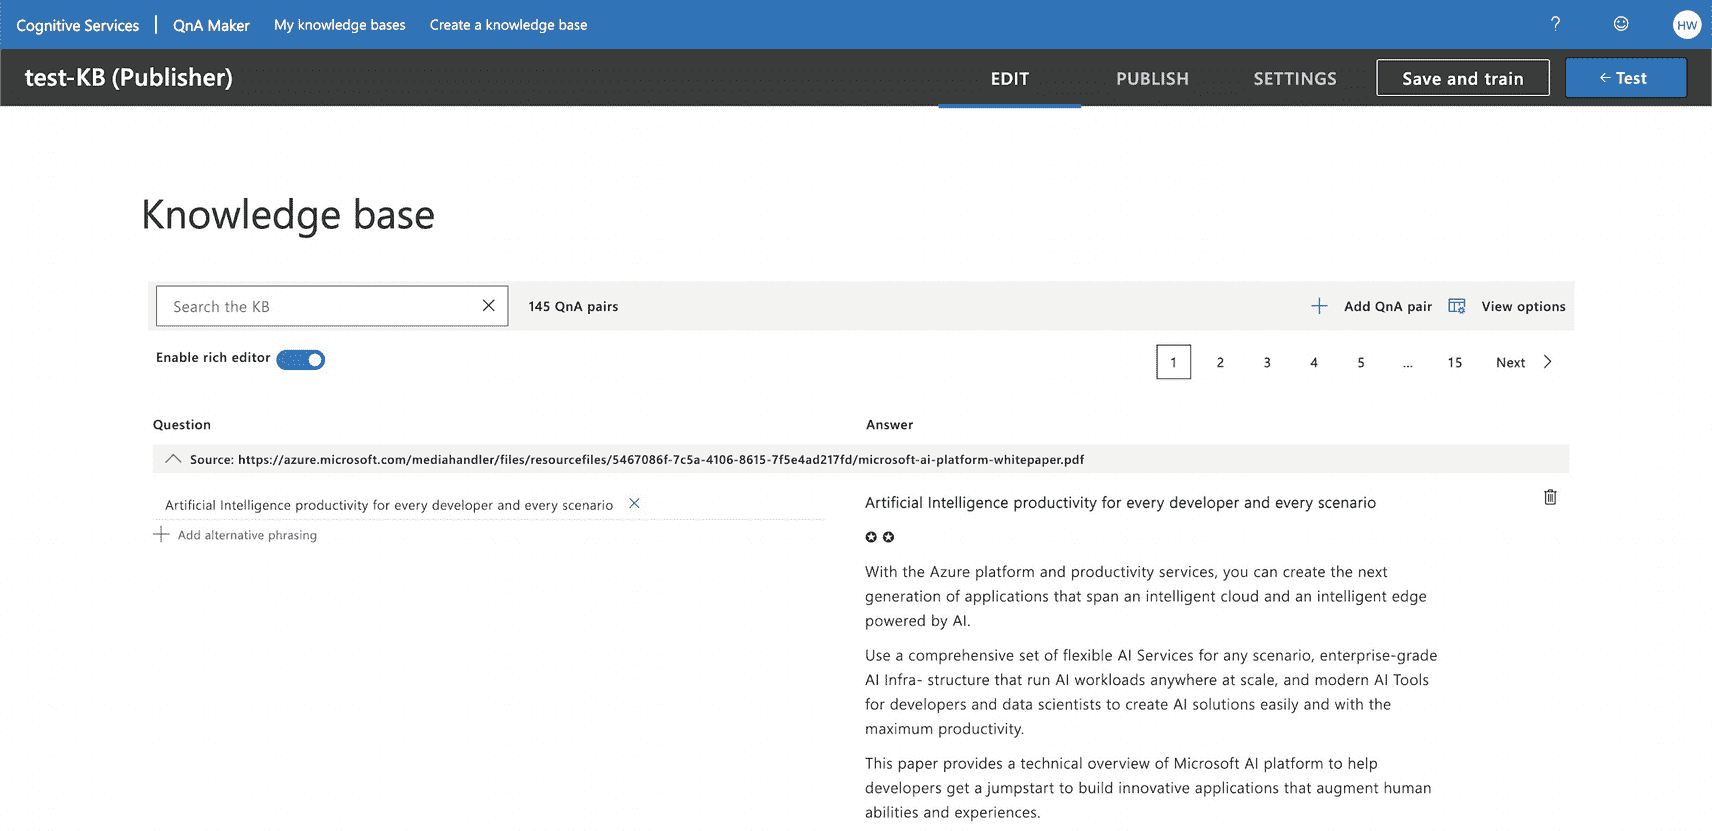 Cognitive Services | QnA Maker My knowledge bases Create a knowledge base ? HW
test-KB (Publisher) EDIT PUBLISH SETTINGS Save and train ← Test
Knowledge base
Search the KB 145 QnA pairs Add QnA pair View options
Enable rich editor 1 2 3 4 5 ... 15 Next
Question Answer
Source: https://azure.microsoft.com/mediahandler/files/resourcefiles/5467086f-7c5a-4106-8615-7f5e4ad217fd/microsoft-ai-platform-whitepaper.pdf
Artificial Intelligence productivity for every developer and every scenario
Add alternative phrasing
Artificial Intelligence productivity for every developer and every scenario
✪ ✪
With the Azure platform and productivity services, you can create the next
generation of applications that span an intelligent cloud and an intelligent edge
powered by AI.
Use a comprehensive set of flexible AI Services for any scenario, enterprise-grade
AI Infra- structure that run AI workloads anywhere at scale, and modern AI Tools
for developers and data scientists to create AI solutions easily and with the
maximum productivity.
This paper provides a technical overview of Microsoft AI platform to help
developers get a jumpstart to build innovative applications that augment human
abilities and experiences.